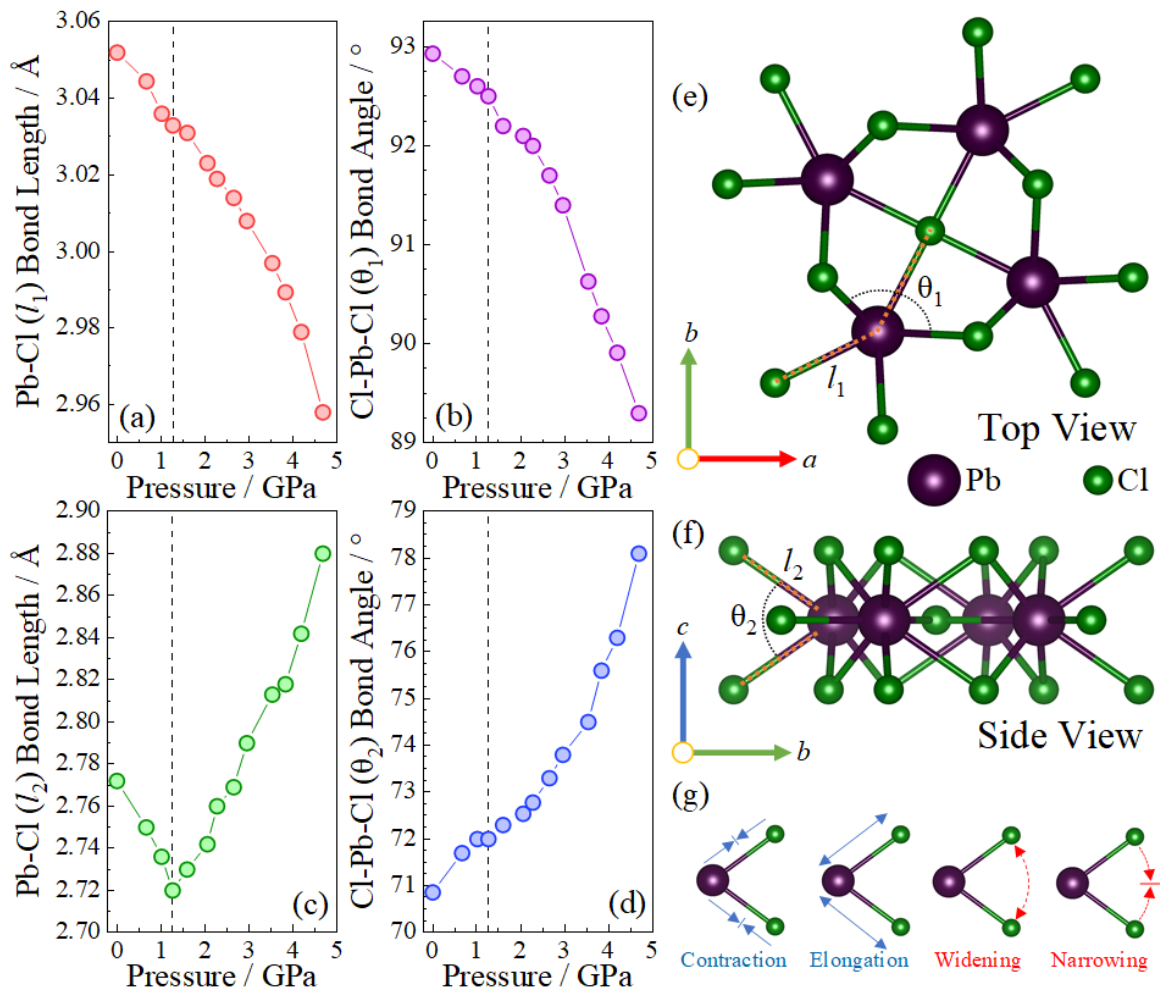 Pb-Cl (l₁) Bond Length / Å
3.06
3.04
3.02
3.00
2.98
2.96
(a)
0 1 2 3 4 5
Pressure / GPa
Cl-Pb-Cl (θ₁) Bond Angle / °
93
92
91
90
89
(b)
0 1 2 3 4 5
Pressure / GPa
(e)
θ₁
l₁
b
a
Top View
Pb
Cl
Pb-Cl (l₂) Bond Length / Å
2.90
2.88
2.86
2.84
2.82
2.80
2.78
2.76
2.74
2.72
2.70
(c)
0 1 2 3 4 5
Pressure / GPa
Cl-Pb-Cl (θ₂) Bond Angle / °
79
78
77
76
75
74
73
72
71
70
(d)
0 1 2 3 4 5
Pressure / GPa
(f)
l₂
θ₂
c
b
Side View
(g)
Contraction Elongation Widening Narrowing